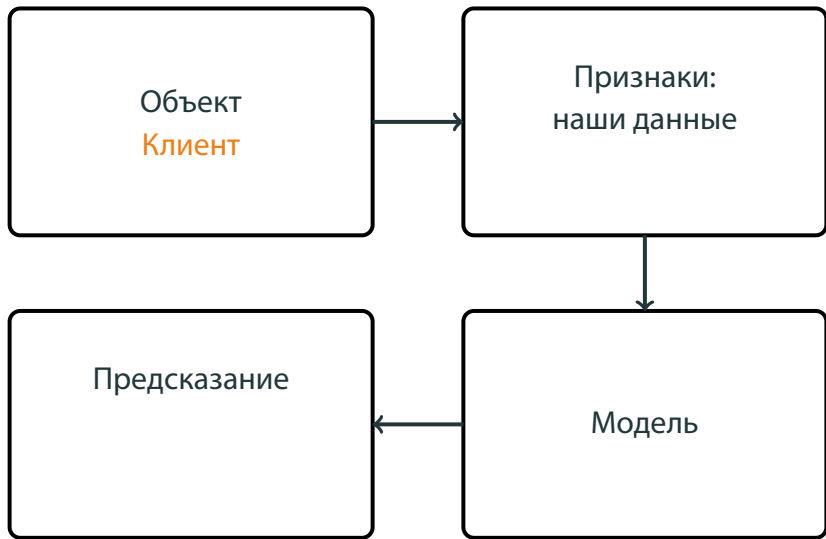 Объект
Клиент
Признаки:
наши данные
Предсказание
Модель